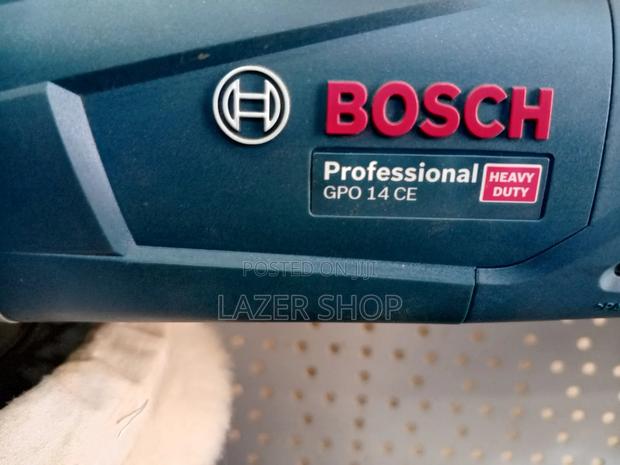 BOSCH
Professional
GPO 14 CE
HEAVY
DUTY
POSTED ON JIJI
LAZER SHOP